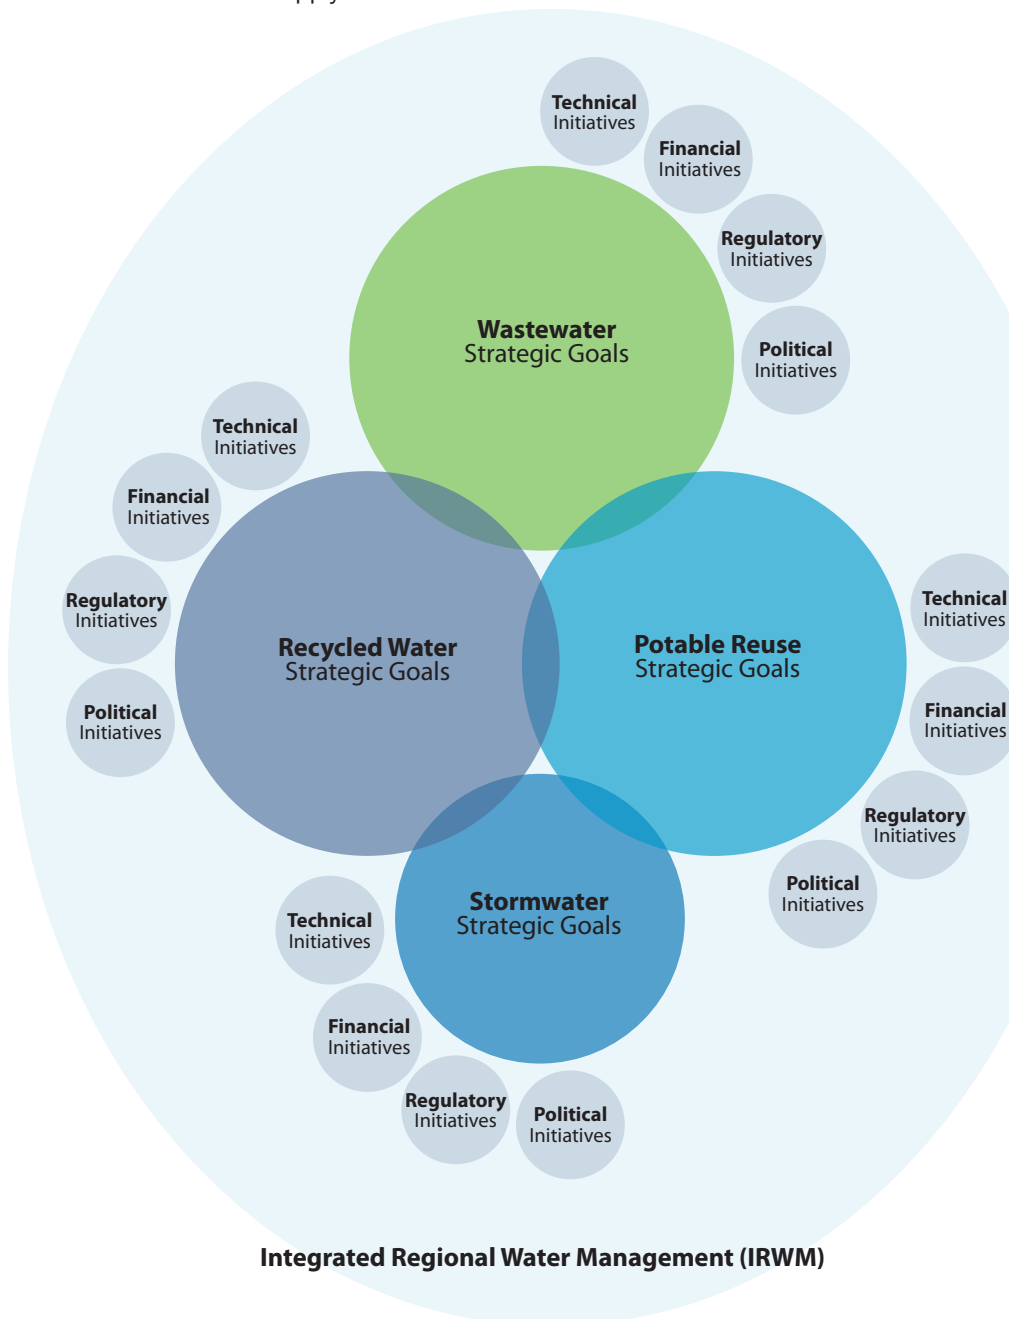 Technical
Initiatives
Financial
Initiatives
Regulatory
Initiatives
Political
Initiatives
Wastewater
Strategic Goals
Technical
Initiatives
Financial
Initiatives
Regulatory
Initiatives
Political
Initiatives
Recycled Water
Strategic Goals
Potable Reuse
Strategic Goals
Technical
Initiatives
Financial
Initiatives
Regulatory
Initiatives
Political
Initiatives
Stormwater
Strategic Goals
Technical
Initiatives
Financial
Initiatives
Regulatory
Initiatives
Political
Initiatives
Integrated Regional Water Management (IRWM)